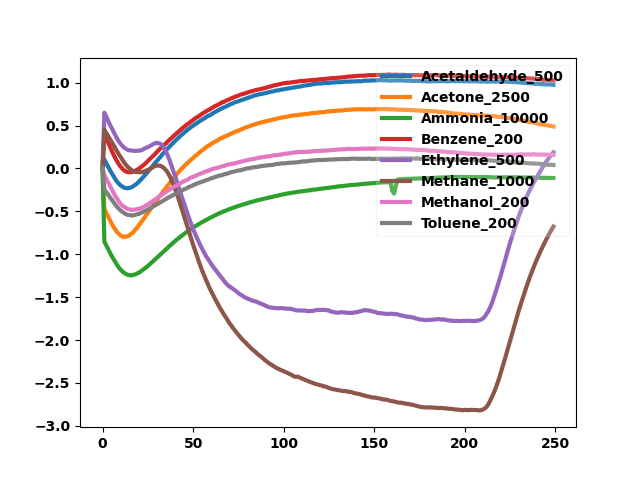 1.0
0.5
0.0
−0.5
−1.0
−1.5
−2.0
−2.5
−3.0
0 50 100 150 200 250
Acetaldehyde_500
Acetone_2500
Ammonia_10000
Benzene_200
Ethylene_500
Methane_1000
Methanol_200
Toluene_200